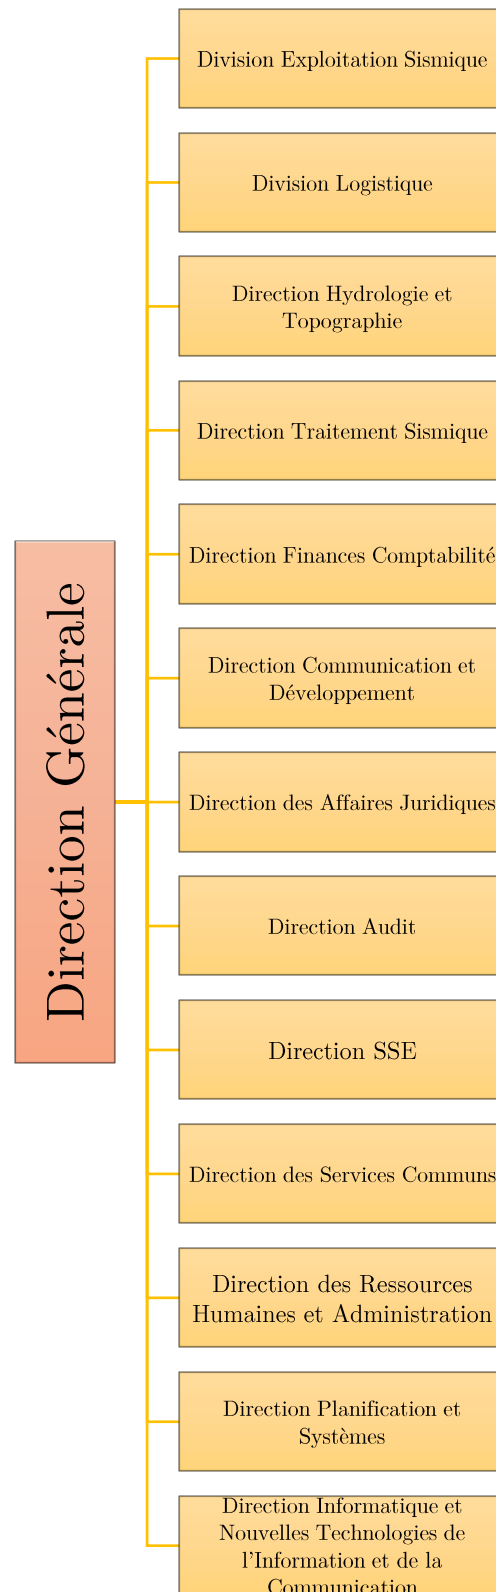 Division Exploitation Sismique
Division Logistique
Direction Hydrologie et
Topographie
Direction Traitement Sismique
Direction Finances Comptabilité
Direction Générale
Direction Communication et
Développement
Direction des Affaires Juridiques
Direction Audit
Direction SSE
Direction des Services Communs
Direction des Ressources
Humaines et Administration
Direction Planification et
Systèmes
Direction Informatique et
Nouvelles Technologies de
l'Information et de la
Communication